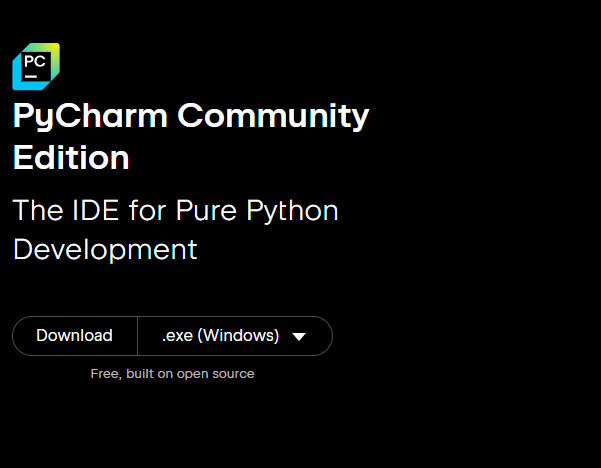 PC
PyCharm Community
Edition
The IDE for Pure Python
Development
Download
.exe (Windows)
Free, built on open source